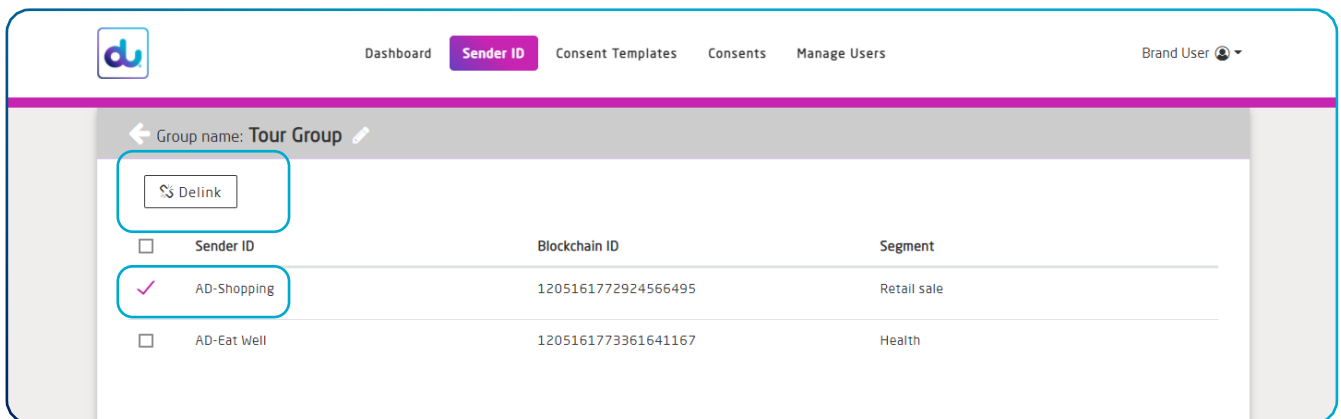 du
Dashboard Sender ID Consent Templates Consents Manage Users Brand User
Group name: Tour Group
Delink
Sender ID Blockchain ID Segment
AD-Shopping 1205161772924566495 Retail sale
AD-Eat Well 1205161773361641167 Health